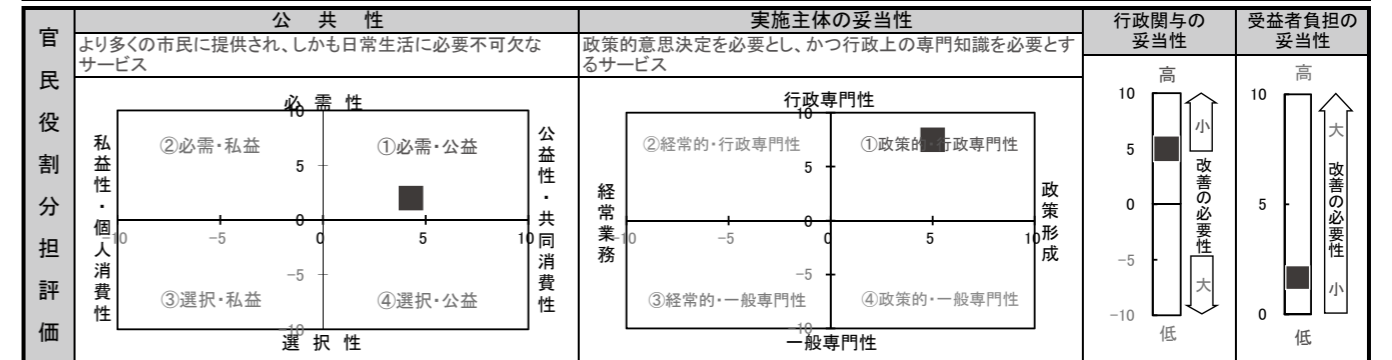 官民役割分担評価
公共性
より多くの市民に提供され、しかも日常生活に必要不可欠な
サービス
必需性
10
②必需・私益
①必需・公益
5
私益性・個人消費性
公益性・共同消費性
0
-10
-5
0
5
10
-5
③選択・私益
④選択・公益
-10
選択性
実施主体の妥当性
政策的意思決定を必要とし、かつ行政上の専門知識を必要とす
るサービス
行政専門性
10
②経常的・行政専門性
①政策的・行政専門性
5
経常業務
政策形成
0
-10
-5
0
5
10
-5
③経常的・一般専門性
④政策的・一般専門性
-10
一般専門性
行政関与の
妥当性
高
10
5
0
-5
-10
低
小
改善の必要性
大
受益者負担の
妥当性
高
10
5
0
低
大
改善の必要性
小